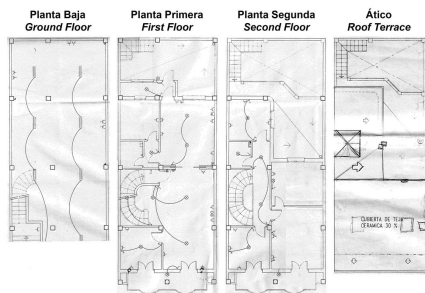 Planta Baja
Ground Floor
Planta Primera
First Floor
Planta Segunda
Second Floor
Ático
Roof Terrace
CUBIERTA DE TEJA
CERAMICA 30 %